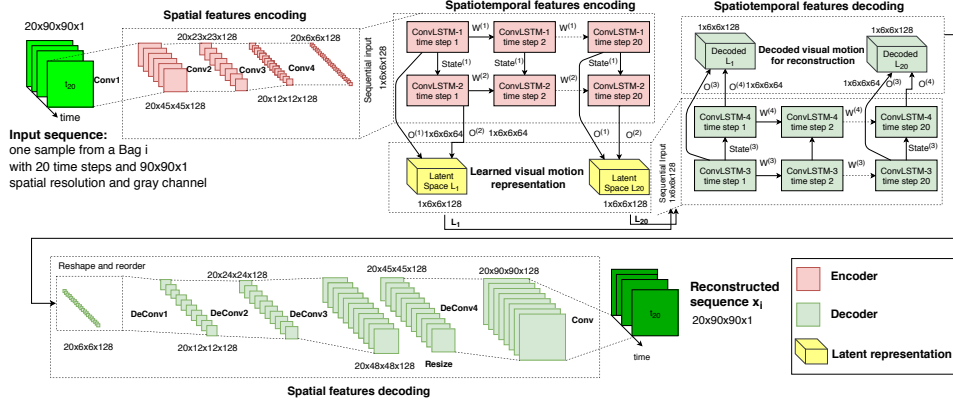 Spatial features encoding
20x90x90x1
t20
Conv1
time
20x23x23x128
20x6x6x128
Conv2
Conv3
Conv4
20x45x45x128
20x12x12x128
Input sequence:
one sample from a Bag i
with 20 time steps and 90x90x1
spatial resolution and gray channel
Spatiotemporal features encoding
Sequential input
1x6x6x128
ConvLSTM-1
time step 1
W(1)
ConvLSTM-1
time step 2
W(1)
ConvLSTM-1
time step 20
State(1)
State(1)
ConvLSTM-2
time step 1
W(2)
ConvLSTM-2
time step 2
W(2)
ConvLSTM-2
time step 20
O(1)
1x6x6x64
O(2)
1x6x6x64
O(1)
O(2)
Latent
Space L1
Learned visual motion
representation
Latent
Space L20
1x6x6x128
1x6x6x128
L1
L20
Spatiotemporal features decoding
1x6x6x128
1x6x6x128
Decoded
L1
Decoded visual motion
for reconstruction
Decoded
L20
O(3)
O(4)
1x6x6x64
1x6x6x64
O(3)
O(4)
Sequential Input
1x6x6x128
ConvLSTM-4
time step 1
W(4)
ConvLSTM-4
time step 2
W(4)
ConvLSTM-4
time step 20
State(3)
State(3)
ConvLSTM-3
time step 1
W(3)
ConvLSTM-3
time step 2
W(3)
ConvLSTM-3
time step 20
Reshape and reorder
20x6x6x128
DeConv1
20x12x12x128
20x24x24x128
DeConv2
DeConv3
20x48x48x128
20x45x45x128
DeConv4
Resize
20x90x90x128
Conv
Spatial features decoding
t20
time
Reconstructed
sequence xi
20x90x90x1
Encoder
Decoder
Latent representation